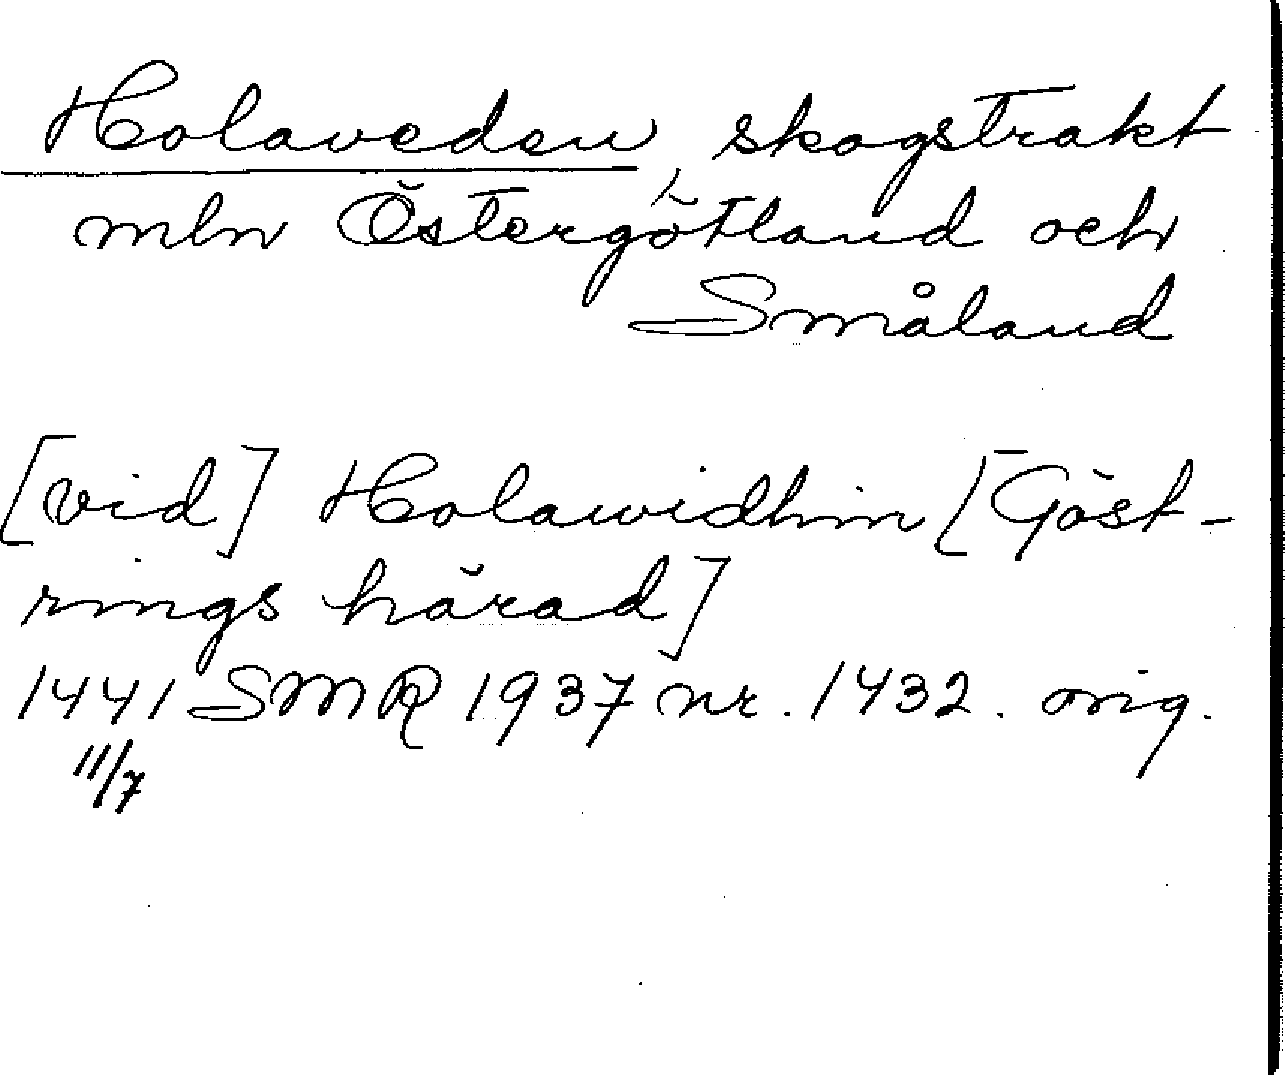 Holaveden, skogstrakt
mln Östergötland och
Småland
[vid] Holawidhin [Göst-
rings härad]
1441 SMR 1937 nr. 1432. orig.
11/7